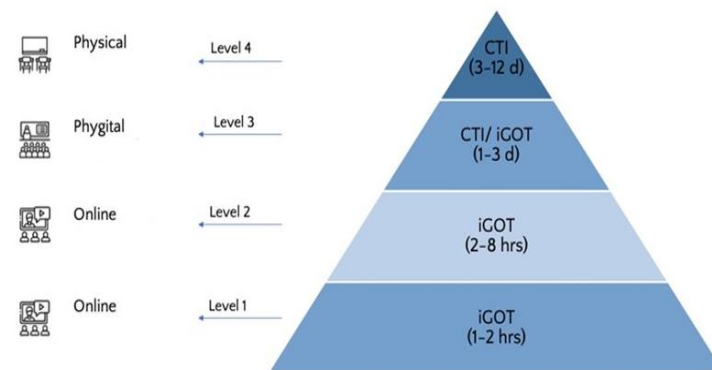 Physical
Level 4
CTI
(3-12 d)
Phygital
Level 3
CTI/ iGOT
(1-3 d)
Online
Level 2
iGOT
(2-8 hrs)
Online
Level 1
iGOT
(1-2 hrs)